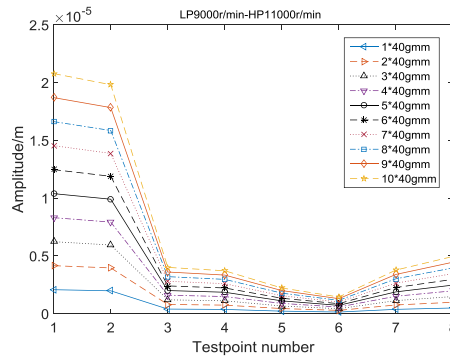 LP9000r/min-HP11000r/min
×10⁻⁵
2.5
2
1.5
1
0.5
0
Amplitude/m
1 2 3 4 5 6 7 8
Testpoint number
1*40gmm
2*40gmm
3*40gmm
4*40gmm
5*40gmm
6*40gmm
7*40gmm
8*40gmm
9*40gmm
10*40gmm